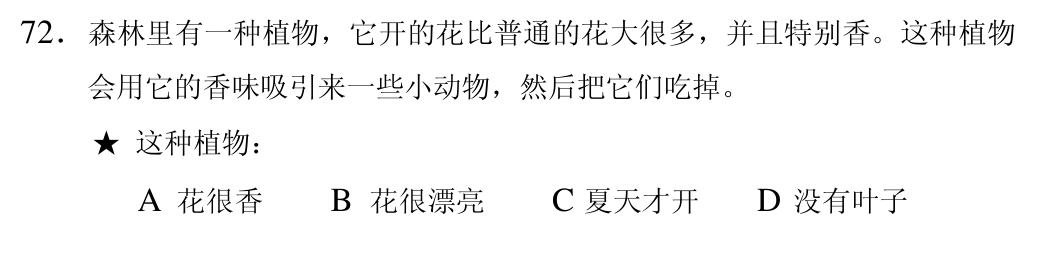 72. 森林里有一种植物，它开的花比普通的花大很多，并且特别香。这种植物
会用它的香味吸引来一些小动物，然后把它们吃掉。
★ 这种植物：
A 花很香 B 花很漂亮 C 夏天才开 D 没有叶子